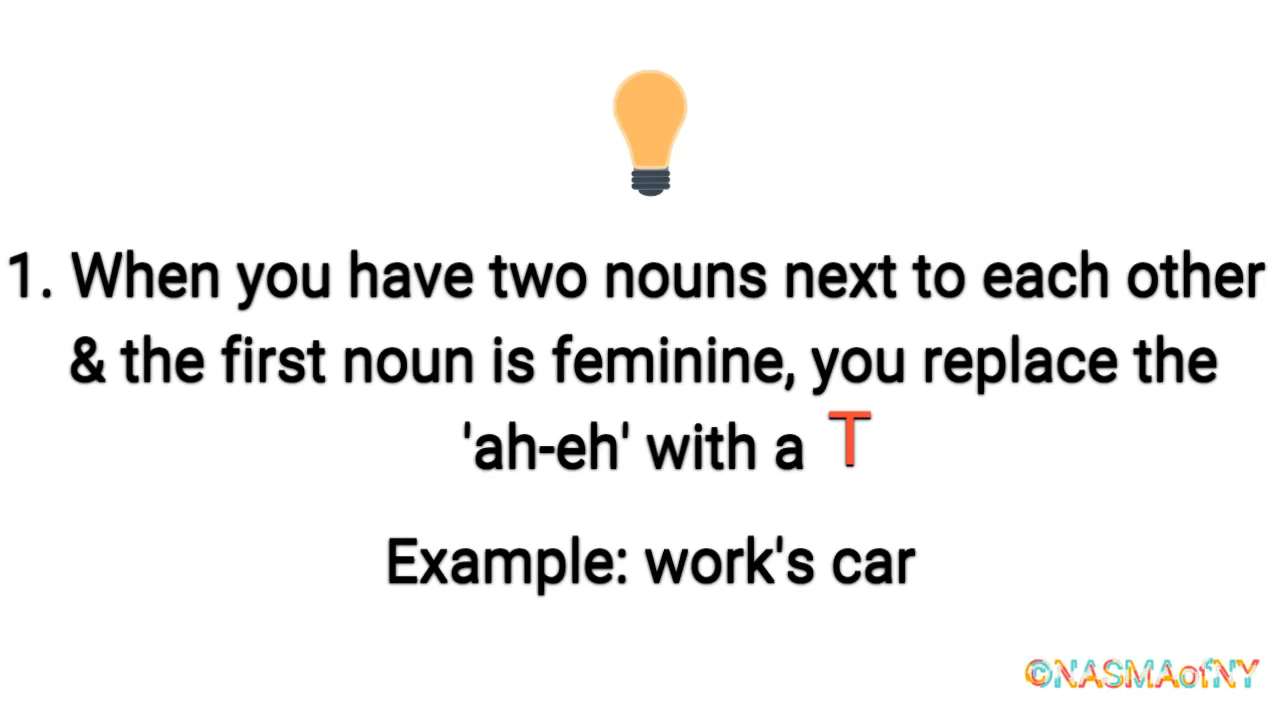 1. When you have two nouns next to each other
& the first noun is feminine, you replace the
'ah-eh' with a T
Example: work's car
©NASMAofNY